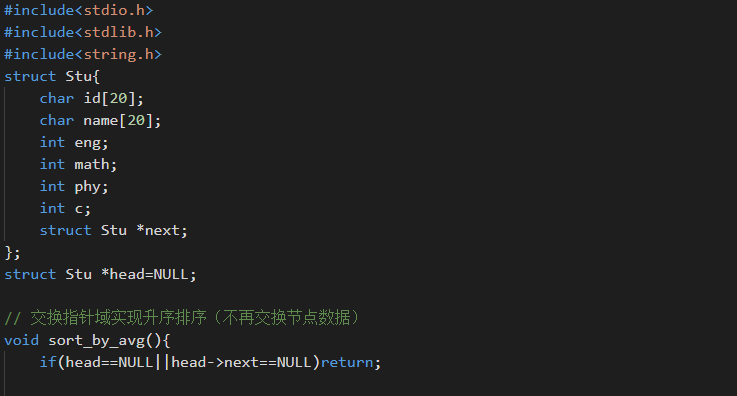 #include<stdio.h>
#include<stdlib.h>
#include<string.h>
struct Stu{
    char id[20];
    char name[20];
    int eng;
    int math;
    int phy;
    int c;
    struct Stu *next;
};
struct Stu *head=NULL;
// 交换指针域实现升序排序（不再交换节点数据）
void sort_by_avg(){
    if(head==NULL||head->next==NULL)return;